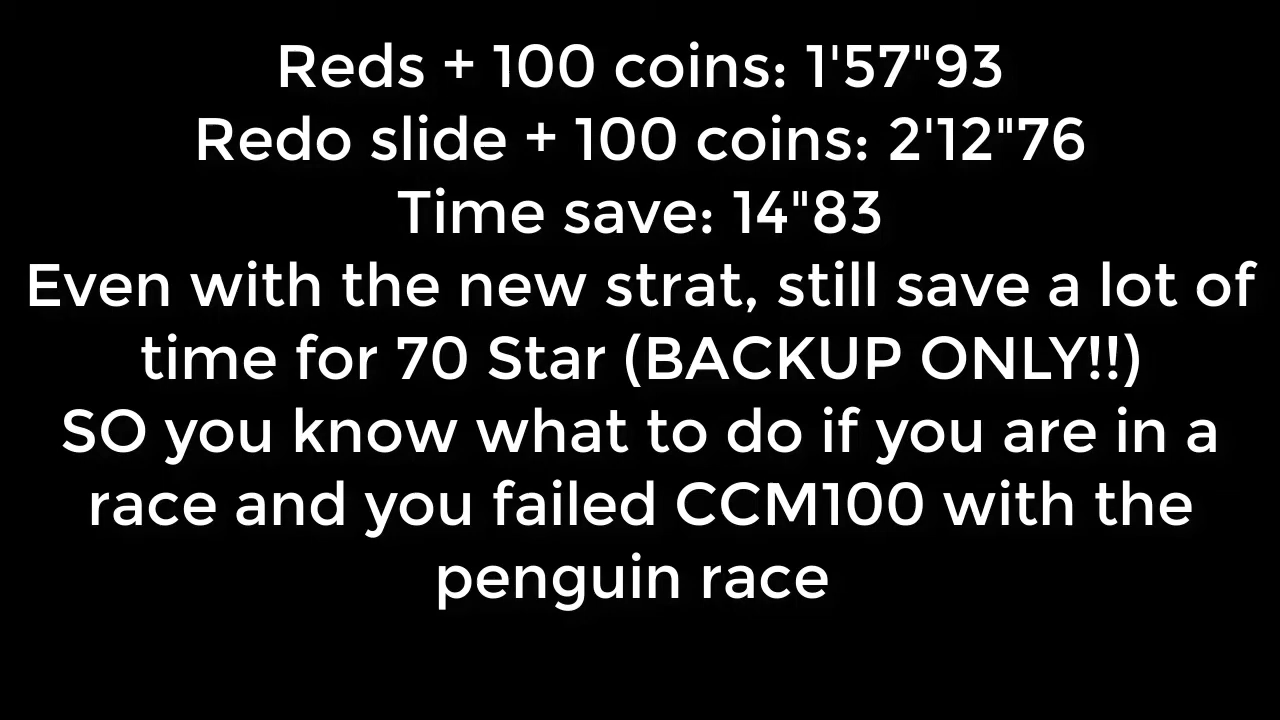 Reds + 100 coins: 1'57"93
Redo slide + 100 coins: 2'12"76
Time save: 14"83
Even with the new strat, still save a lot of
time for 70 Star (BACKUP ONLY!!)
SO you know what to do if you are in a
race and you failed CCM100 with the
penguin race